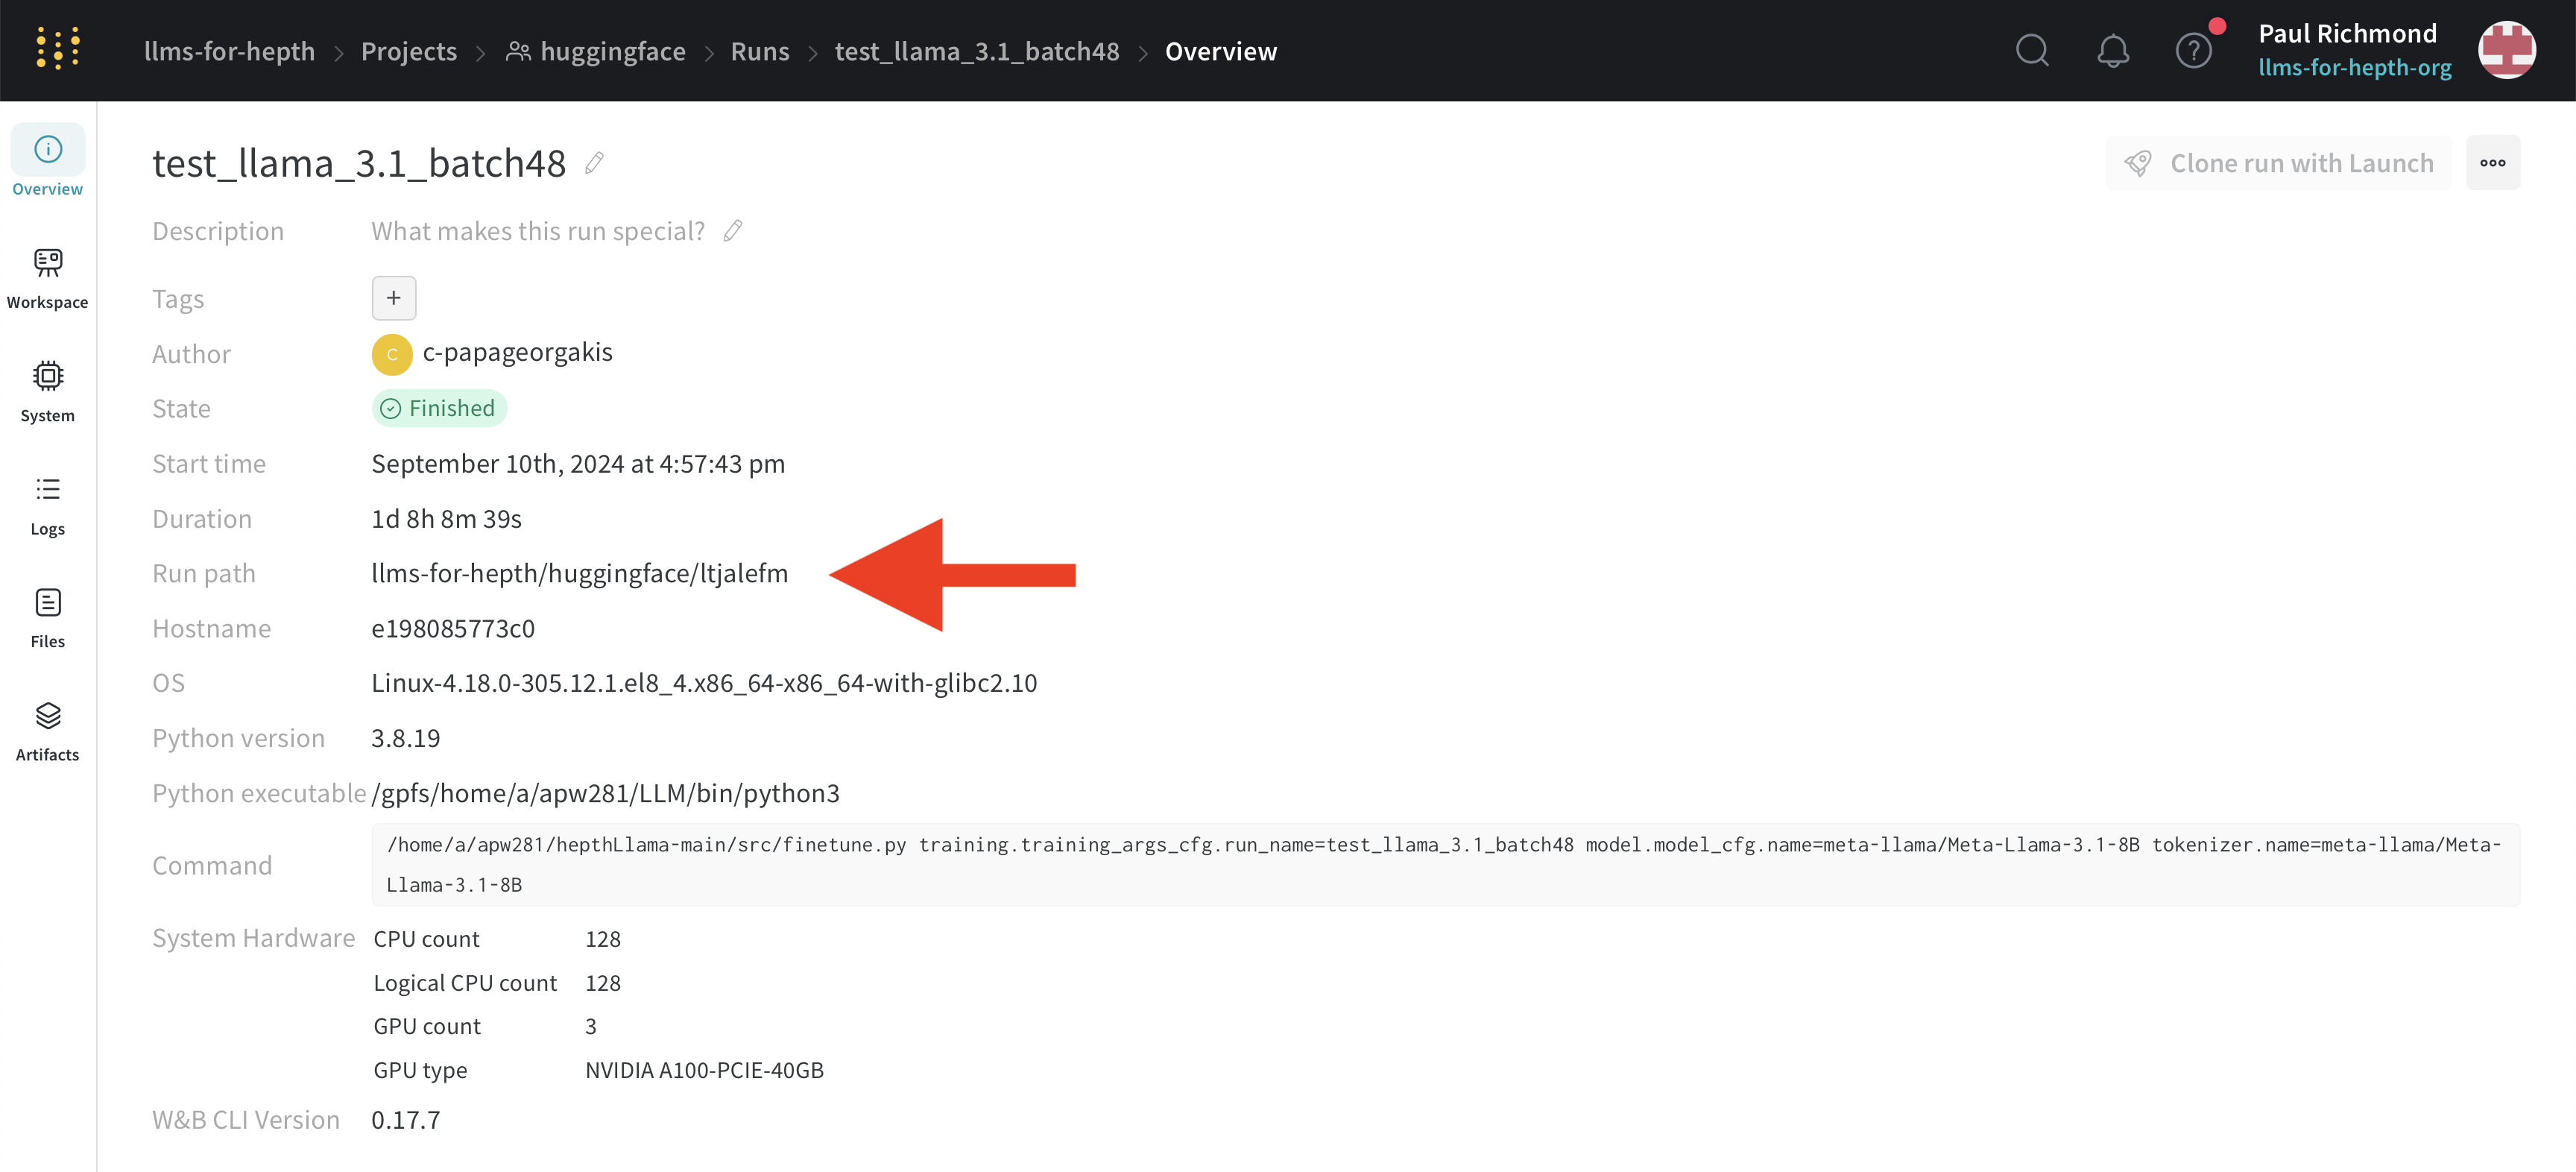 llms-for-hepth > Projects > huggingface > Runs > test_llama_3.1_batch48 > Overview
Paul Richmond
llms-for-hepth-org
Overview
Workspace
System
Logs
Files
Artifacts
test_llama_3.1_batch48
Clone run with Launch
Description What makes this run special?
Tags +
Author C c-papageorgakis
State Finished
Start time September 10th, 2024 at 4:57:43 pm
Duration 1d 8h 8m 39s
Run path llms-for-hepth/huggingface/ltjalefm
Hostname e198085773c0
OS Linux-4.18.0-305.12.1.el8_4.x86_64-x86_64-with-glibc2.10
Python version 3.8.19
Python executable /gpfs/home/a/apw281/LLM/bin/python3
Command /home/a/apw281/hepthLlama-main/src/finetune.py training.training_args_cfg.run_name=test_llama_3.1_batch48 model.model_cfg.name=meta-llama/Meta-Llama-3.1-8B tokenizer.name=meta-llama/Meta-
Llama-3.1-8B
System Hardware CPU count 128
Logical CPU count 128
GPU count 3
GPU type NVIDIA A100-PCIE-40GB
W&B CLI Version 0.17.7